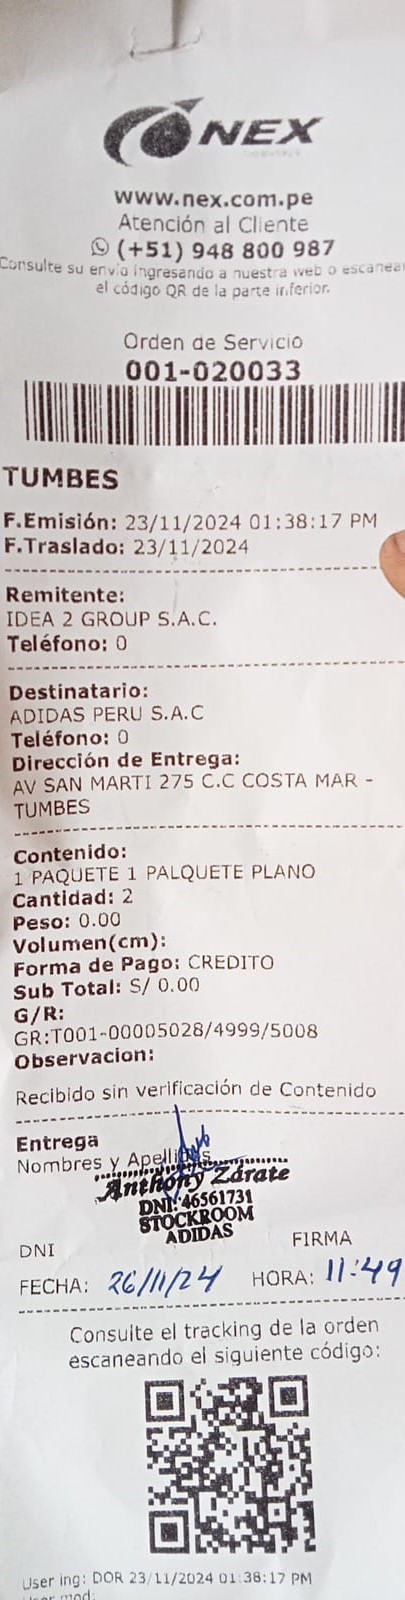 NEX
www.nex.com.pe
Atención al Cliente
(+51) 948 800 987
Consulte su envío ingresando a nuestra web o escanear
el código QR de la parte inferior.
Orden de Servicio
001-020033
TUMBES
F.Emisión: 23/11/2024 01:38:17 PM
F.Traslado: 23/11/2024
Remitente:
IDEA 2 GROUP S.A.C.
Teléfono: 0
Destinatario:
ADIDAS PERU S.A.C
Teléfono: 0
Dirección de Entrega:
AV SAN MARTI 275 C.C COSTA MAR -
TUMBES
Contenido:
1 PAQUETE 1 PALQUETE PLANO
Cantidad: 2
Peso: 0.00
Volumen(cm):
Forma de Pago: CREDITO
Sub Total: S/ 0.00
G/R:
GR:T001-00005028/4999/5008
Observacion:
Recibido sin verificación de Contenido
Entrega
Nombres y Apellidos
Anthony Zárate
DNI: 46561731
STOCKROOM
ADIDAS
DNI FIRMA
FECHA: 26/11/24 HORA: 11:49
Consulte el tracking de la orden
escaneando el siguiente código:
User ing: DOR 23/11/2024 01:38:17 PM
User mod: